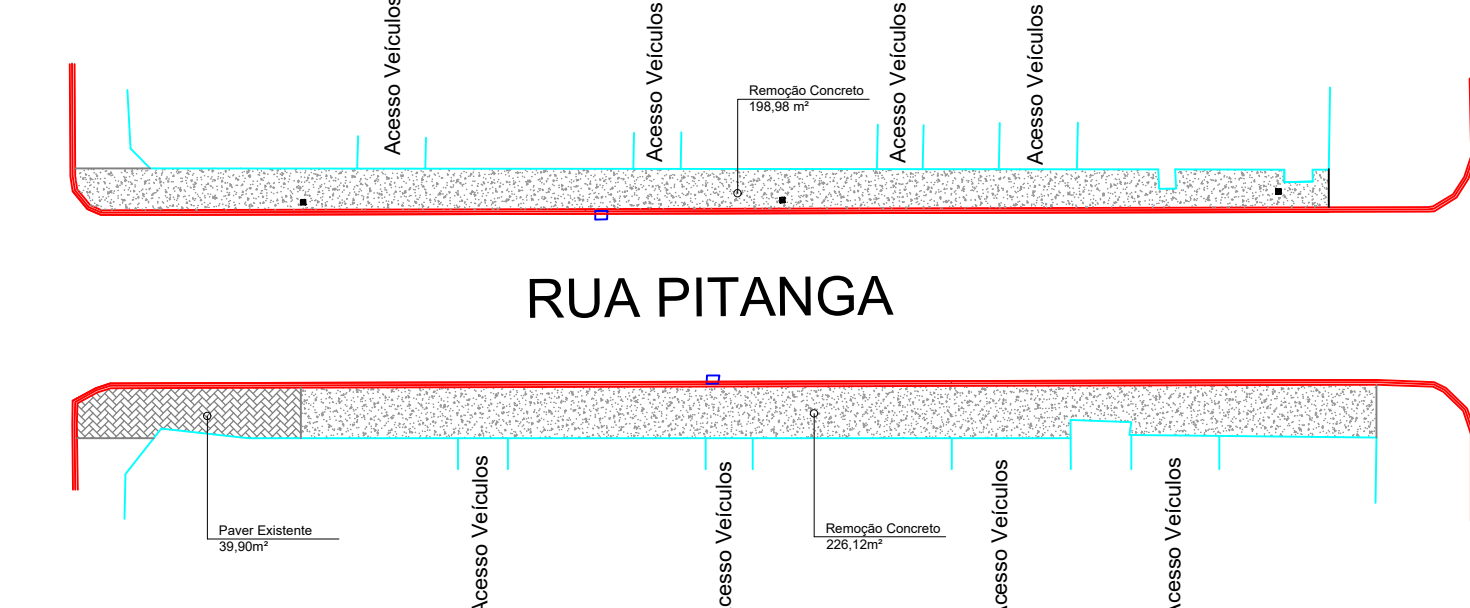 Acesso Veículos
Acesso Veículos
Acesso Veículos
Acesso Veículos
Remoção Concreto
198,98 m²
RUA PITANGA
Paver Existente
39,90m²
Remoção Concreto
226,12m²
Acesso Veículos
Acesso Veículos
Acesso Veículos
Acesso Veículos